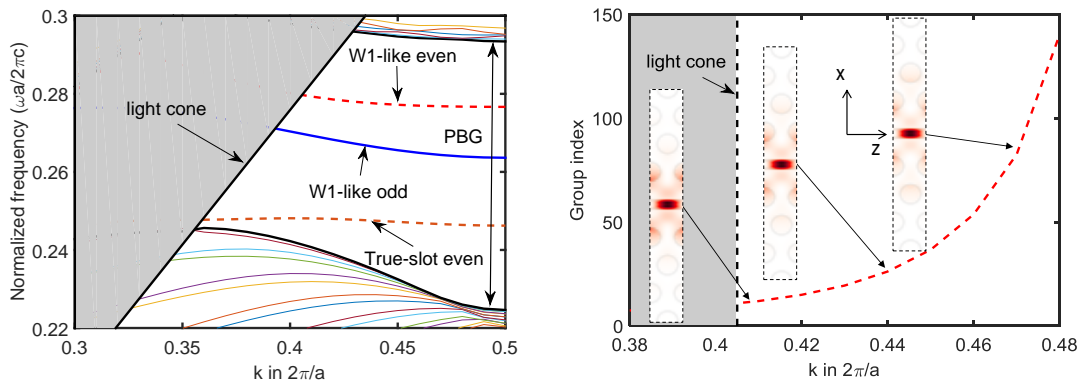 Normalized frequency (ωa/2πc)
0.3
0.28
0.26
0.24
0.22
W1-like even
light cone
PBG
W1-like odd
True-slot even
0.3
0.35
0.4
0.45
0.5
k in 2π/a
Group index
150
100
50
0
light cone
X
Z
0.38
0.4
0.42
0.44
0.46
0.48
k in 2π/a